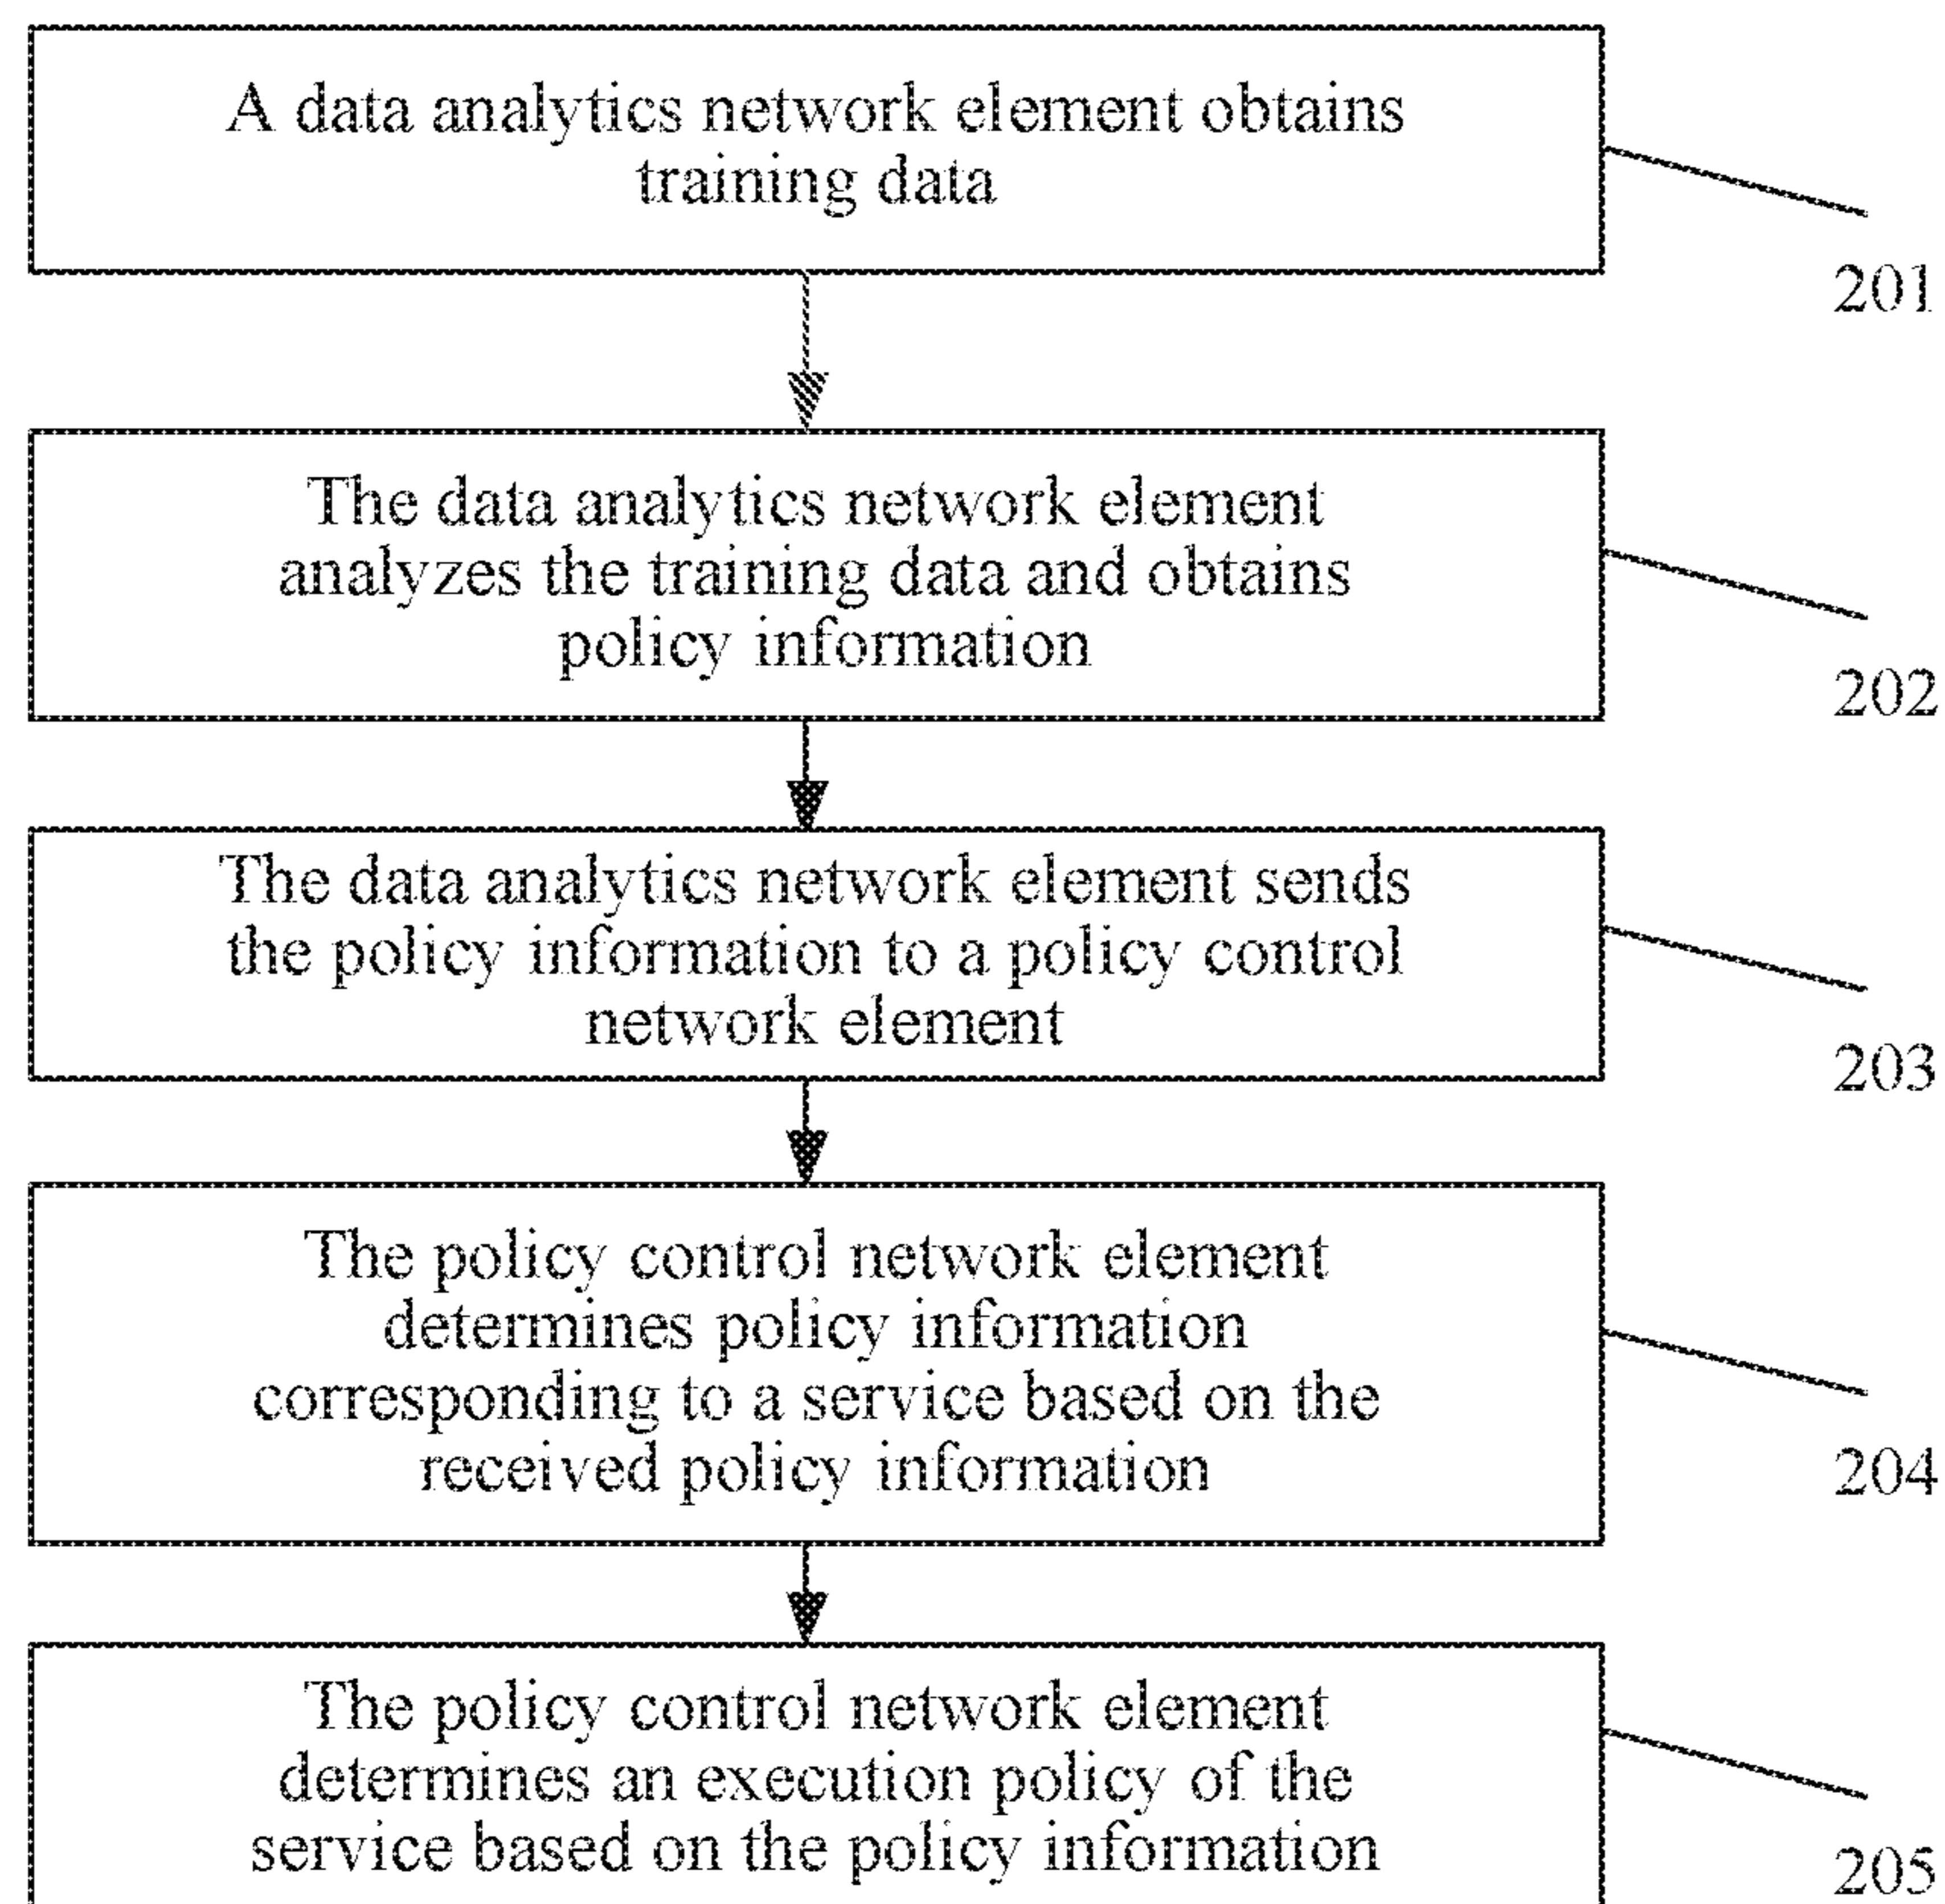 A data analytics network element obtains
training data
201
The data analytics network element
analyzes the training data and obtains
policy information
202
The data analytics network element sends
the policy information to a policy control
network element
203
The policy control network element
determines policy information
corresponding to a service based on the
received policy information
204
The policy control network element
determines an execution policy of the
service based on the policy information
205